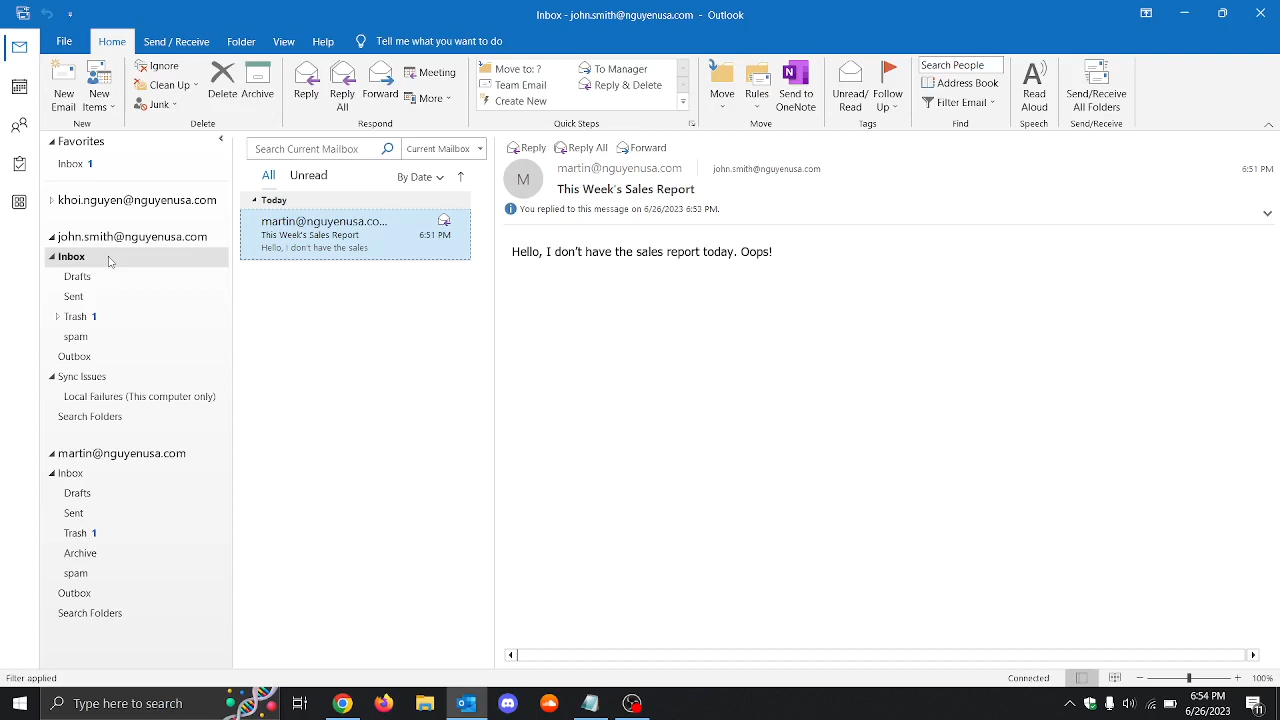 Inbox - john.smith@nguyenusa.com - Outlook
File Home Send / Receive Folder View Help Tell me what you want to do
New Email
New Items
New
Ignore
Clean Up
Junk
Delete
Archive
Delete
Reply
Reply All
Forward
Meeting
More
Respond
Move to: ?
Team Email
Create New
To Manager
Reply & Delete
Quick Steps
Move
Rules
Send to OneNote
N
Move
Unread/ Read
Follow Up
Tags
Search People
Address Book
Filter Email
Find
Read Aloud
Speech
Send/Receive All Folders
Send/Receive
Favorites
Inbox 1
khoi.nguyen@nguyenusa.com
john.smith@nguyenusa.com
Inbox
Drafts
Sent
Trash 1
spam
Outbox
Sync Issues
Local Failures (This computer only)
Search Folders
martin@nguyenusa.com
Inbox
Drafts
Sent
Trash 1
Archive
spam
Outbox
Search Folders
Search Current Mailbox
Current Mailbox
All Unread
By Date
Today
martin@nguyenusa.co...
This Week's Sales Report 6:51 PM
Hello, I don't have the sales
Reply Reply All Forward
M
martin@nguyenusa.com john.smith@nguyenusa.com 6:51 PM
This Week's Sales Report
You replied to this message on 6/26/2023 6:53 PM.
Hello, I don't have the sales report today. Oops!
Filter applied
Connected
100%
Type here to search
6:54 PM
6/26/2023